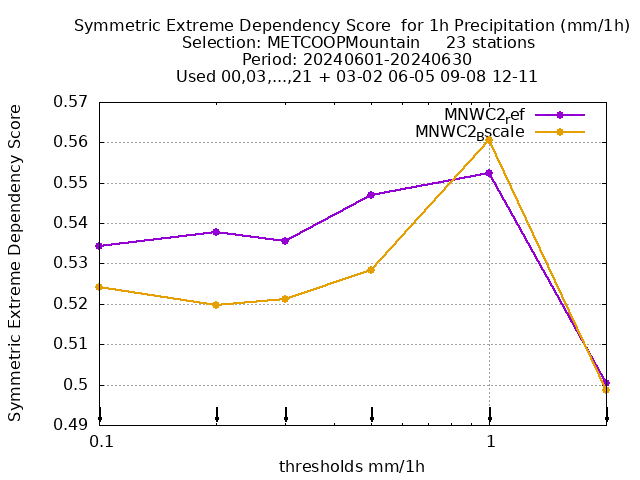 Symmetric Extreme Dependency Score  for 1h Precipitation (mm/1h)
Selection: METCOOPMountain     23 stations
Period: 20240601-20240630
Used 00,03,...,21 + 03-02 06-05 09-08 12-11
Symmetric Extreme Dependency Score
0.57
0.56
0.55
0.54
0.53
0.52
0.51
0.5
0.49
MNWC2ref
MNWC2Bscale
0.1
1
thresholds mm/1h